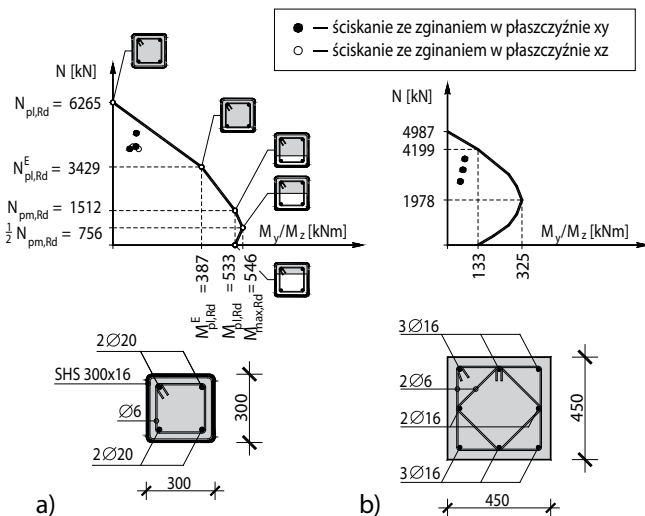 ● — ściskanie ze zginaniem w płaszczyźnie xy
○ — ściskanie ze zginaniem w płaszczyźnie xz
N [kN]
N_pl,Rd = 6265
N^E_pl,Rd = 3429
N_pm,Rd = 1512
½ N_pm,Rd = 756
M_y/M_z [kNm]
M^E_pl,Rd = 387
M_pl,Rd = 533
M_max,Rd = 546
N [kN]
4987
4199
1978
M_y/M_z [kNm]
133
325
2∅20
SHS 300x16
∅6
2∅20
300
300
a)
3∅16
2∅6
2∅16
3∅16
450
450
b)